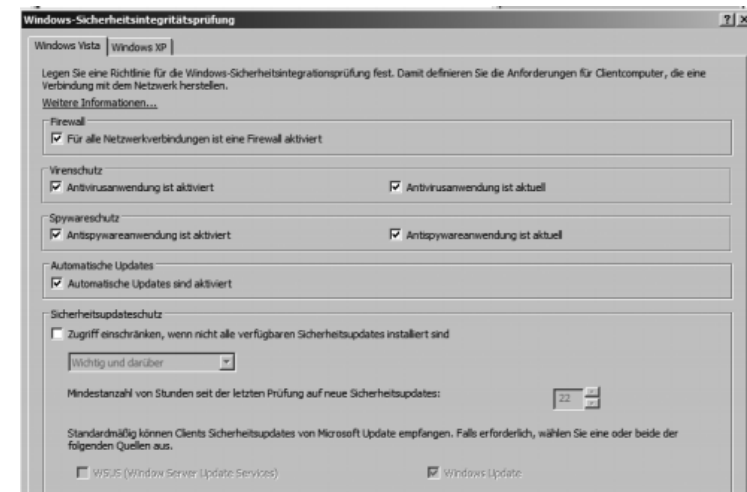 Windows-Sicherheitsintegritätsprüfung
Windows Vista Windows XP
Legen Sie eine Richtlinie für die Windows-Sicherheitsintegrationsprüfung fest. Damit definieren Sie die Anforderungen für Clientcomputer, die eine
Verbindung mit dem Netzwerk herstellen.
Weitere Informationen...
Firewall
Für alle Netzwerkverbindungen ist eine Firewall aktiviert
Virenschutz
Antivirusanwendung ist aktiviert Antivirusanwendung ist aktuell
Spywareschutz
Antispywareanwendung ist aktiviert Antispywareanwendung ist aktuell
Automatische Updates
Automatische Updates sind aktiviert
Sicherheitsupdateschutz
Zugriff einschränken, wenn nicht alle verfügbaren Sicherheitsupdates installiert sind
Wichtig und darüber
Mindestanzahl von Stunden seit der letzten Prüfung auf neue Sicherheitsupdates: 22
Standardmäßig können Clients Sicherheitsupdates von Microsoft Update empfangen. Falls erforderlich, wählen Sie eine oder beide der
folgenden Quellen aus.
WSUS (Window Server Update Services) Windows Update